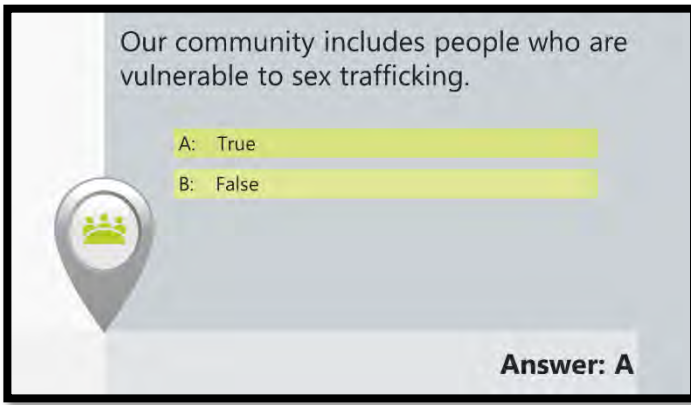 Our community includes people who are
vulnerable to sex trafficking.
A: True
B: False
Answer: A